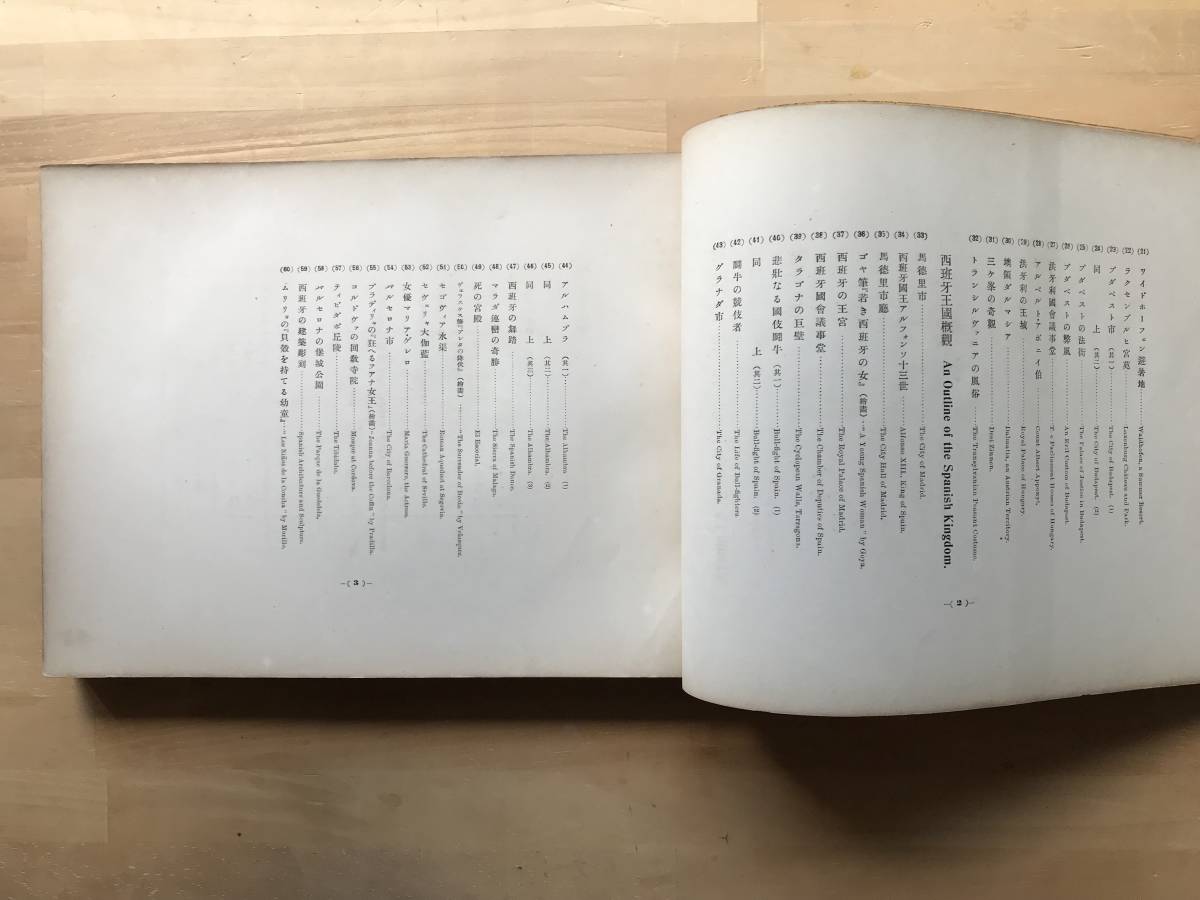 (21) ワイドホーフェン避暑地……Waidhofen, a Summer Resort.
(22) ラクセンブルヒ宮苑……Laxenburg Château and Park.
(23) ブダペスト市(其一)……The City of Budapest. (1)
(24) 同 上(其二)……The City of Budapest. (2)
(25) ブダペストの法衙……The Palace of Justice in Budapest.
(26) ブダペストの弊風……An Evil Custom of Budapest.
(27) 洪牙利國會議事堂……The Parliament House of Hungary.
(28) アルベルト・アポニイ伯……Count Albert Apponyi.
(29) 洪牙利の王城……Royal Palace of Hungary.
(30) 墺領ダルマシア……Dalmatia, an Austrian Territory.
(31) 三ケ峯の奇觀……Drei Zinnen.
(32) トランシルヴァニアの風俗……The Transylvanian Peasant Costume.
西班牙王國概觀 An Outline of the Spanish Kingdom.
(33) 馬德里市……The City of Madrid.
(34) 西班牙國王アルフォンソ十三世……Alfonso XIII, King of Spain.
(35) 馬德里市廳……The City Hall of Madrid.
(36) ゴヤ筆『若き西班牙の女』(繪畫)…"A Young Spanish Woman" by Goya.
(37) 西班牙の王宮……The Royal Palace of Madrid.
(38) 西班牙國會議事堂……The Chamber of Deputies of Spain.
(39) タラゴナの巨壁……The Cyclopean Walls, Tarragona.
(40) 悲壯なる國伎鬪牛(其一)……Bull-fight of Spain. (1)
(41) 同 上(其二)……Bull-fight of Spain. (2)
(42) 鬪牛の競伎者……The Life of Bull-fighters.
(43) グラナダ市……The City of Granada.
—( 2 )—
(44) アルハムブラ(其一)……The Alhambra (1)
(45) 同 上(其二)……The Alhambra (2)
(46) 同 上(其三)……The Alhambra (3)
(47) 西班牙の舞踏……The Spanish Dance.
(48) マラガ連巒の奇勝……The Sierra of Malaga.
(49) 死の宮殿……El Escorial.
(50) ヴェラスケス筆『ブレダの降伏』(繪畫)……"The Surrender of Breda" by Velasquez.
(51) セゴヴィア水渠……Roman Aqueduct at Segovia.
(52) セヴィリャ大伽藍……The Cathedral of Seville.
(53) 女優マリア・ゲレロ……Maria Guerrero, the Actress.
(54) バルセロナ市……The City of Barcelona.
(55) プラディリァの『狂へるファアナ女王』(繪畫)…"Joanna before the Coffin" by Pradilla.
(56) コルドヴァの回敎寺院……Mosque at Cordova.
(57) ティビダボ丘陵……The Tibidabo.
(58) バルセロナの堡城公園……The Parque de la Ciudadela.
(59) 西班牙の建築彫刻……Spanish Architecture and Sculpture.
(60) ムリリョの『貝殼を持てる幼童』…"Los Niños de la Concha" by Murillo.
—( 3 )—